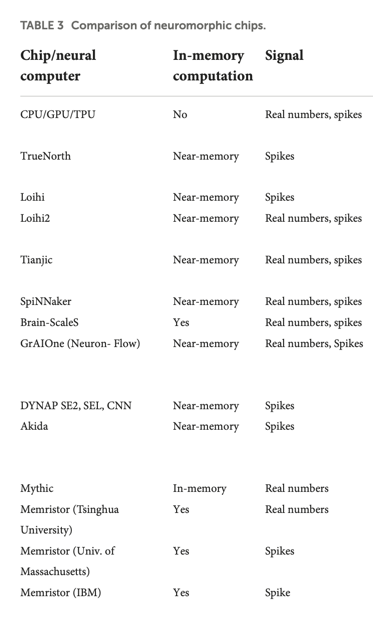 TABLE 3 Comparison of neuromorphic chips.
Chip/neural computer In-memory computation Signal
CPU/GPU/TPU No Real numbers, spikes
TrueNorth Near-memory Spikes
Loihi Near-memory Spikes
Loihi2 Near-memory Real numbers, spikes
Tianjic Near-memory Real numbers, spikes
SpiNNaker Near-memory Real numbers, spikes
Brain-ScaleS Yes Real numbers, spikes
GrAIOne (Neuron- Flow) Near-memory Real numbers, Spikes
DYNAP SE2, SEL, CNN Near-memory Spikes
Akida Near-memory Spikes
Mythic In-memory Real numbers
Memristor (Tsinghua Yes Real numbers
University)
Memristor (Univ. of Yes Spikes
Massachusetts)
Memristor (IBM) Yes Spike